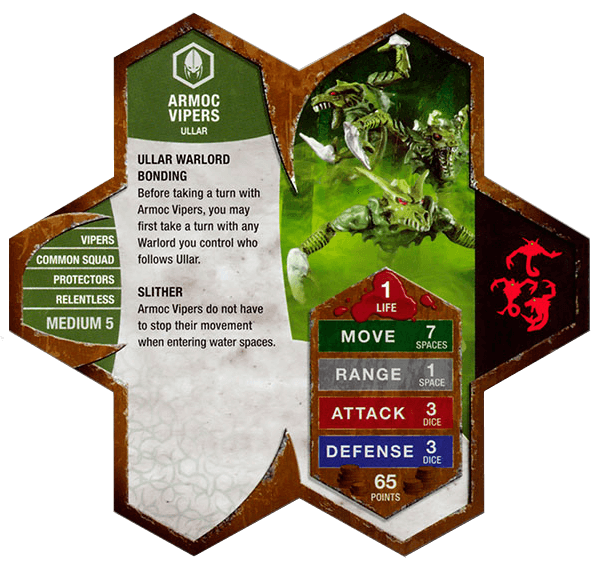 ARMOC
VIPERS
ULLAR
ULLAR WARLORD
BONDING
Before taking a turn with
Armoc Vipers, you may
first take a turn with any
Warlord you control who
follows Ullar.
SLITHER
Armoc Vipers do not have
to stop their movement
when entering water spaces.
VIPERS
COMMON SQUAD
PROTECTORS
RELENTLESS
MEDIUM 5
1
LIFE
MOVE 7
SPACES
RANGE 1
SPACE
ATTACK 3
DICE
DEFENSE 3
DICE
65
POINTS